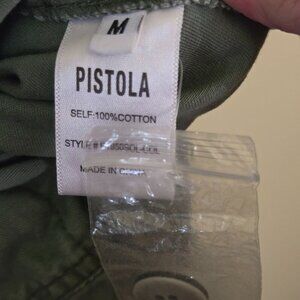 M
PISTOLA
SELF:100%COTTON
STYLE #
MADE IN